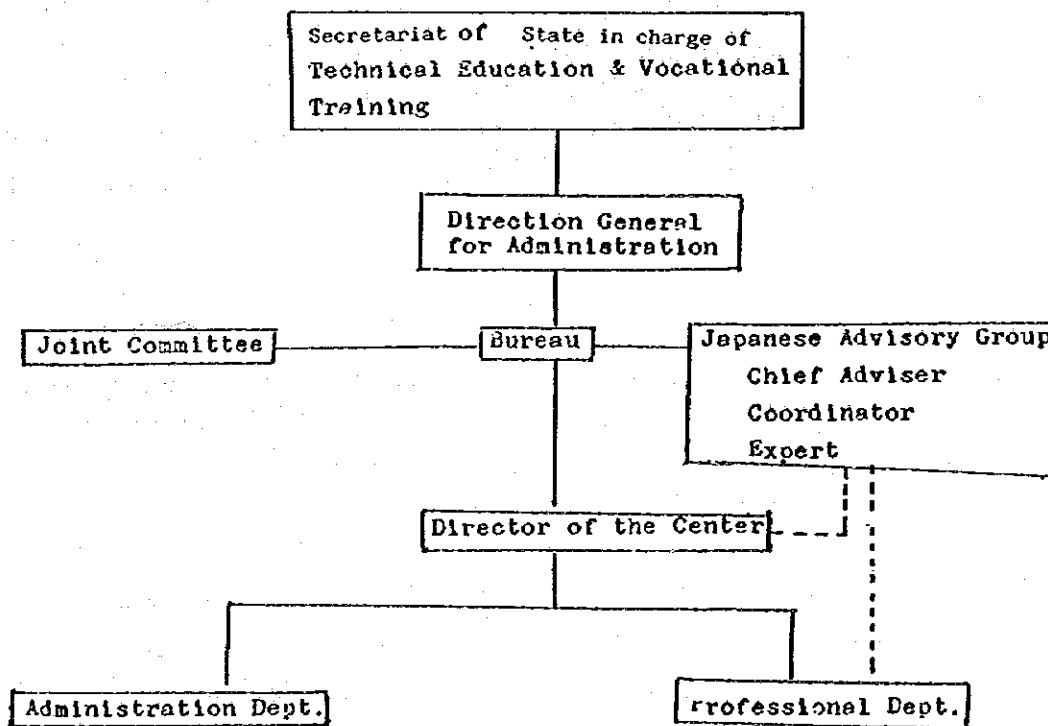 Secretariat of State in charge of
Technical Education & Vocational
Training
Direction General
for Administration
Joint Committee
Bureau
Japanese Advisory Group
Chief Adviser
Coordinator
Expert
Director of the Center
Administration Dept.
Professional Dept.